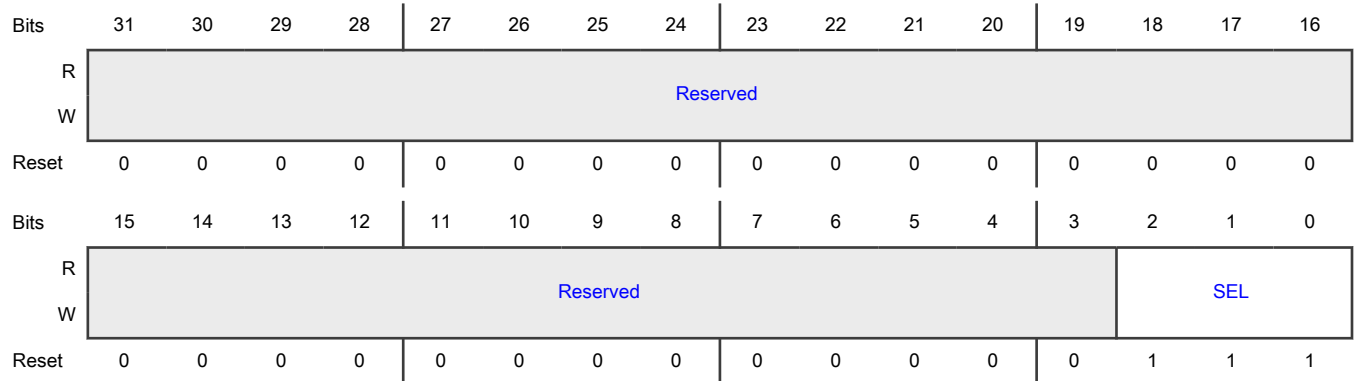 Bits 31 30 29 28 27 26 25 24 23 22 21 20 19 18 17 16
R
Reserved
W
Reset 0 0 0 0 0 0 0 0 0 0 0 0 0 0 0 0
Bits 15 14 13 12 11 10 9 8 7 6 5 4 3 2 1 0
R
Reserved SEL
W
Reset 0 0 0 0 0 0 0 0 0 0 0 0 0 1 1 1